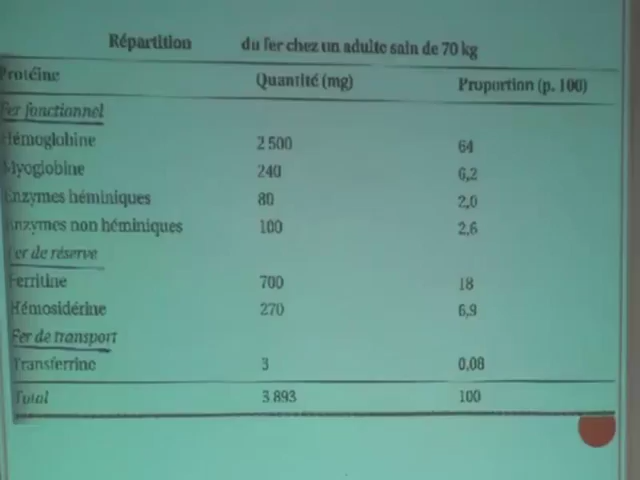 Répartition du fer chez un adulte sain de 70 kg
Protéine Quantité (mg) Proportion (p. 100)
Fer fonctionnel
Hémoglobine 2 500 64
Myoglobine 240 6,2
Enzymes héminiques 80 2,0
Enzymes non héminiques 100 2,6
Fer de réserve
Ferritine 700 18
Hémosidérine 270 6,9
Fer de transport
Transferrine 3 0,08
Total 3 893 100